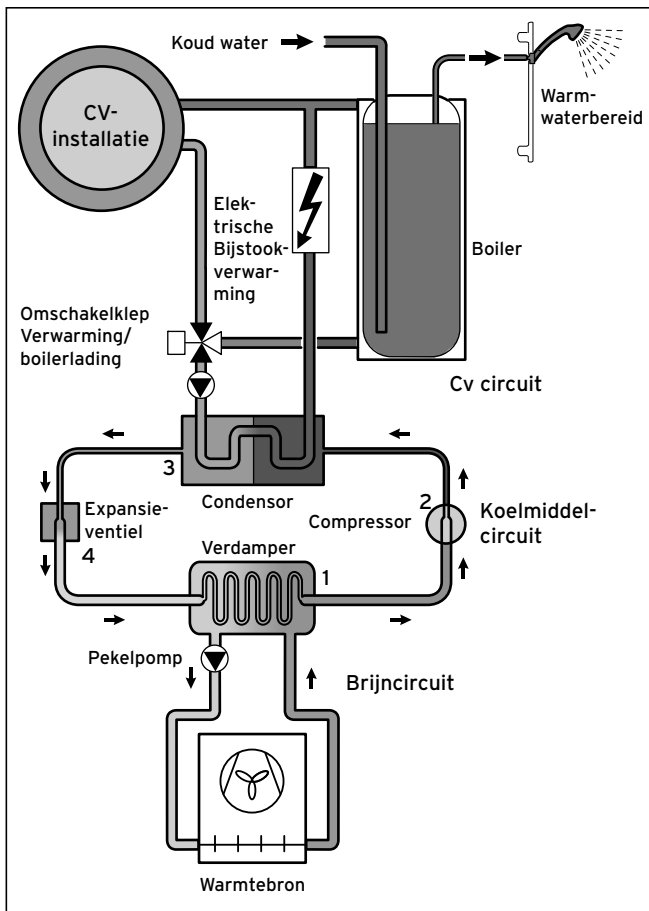 Koud water
Warm-
waterbereid
CV-
installatie
Elek-
trische
Bijstook-
verwar-
ming
Boiler
Omschakelklep
Verwarming/
boilerlading
Cv circuit
3
Condensor
2
Compressor
Koelmiddel-
circuit
Expansie-
ventiel
4
Verdamper
1
Pekelpomp
Brijncircuit
Warmtebron